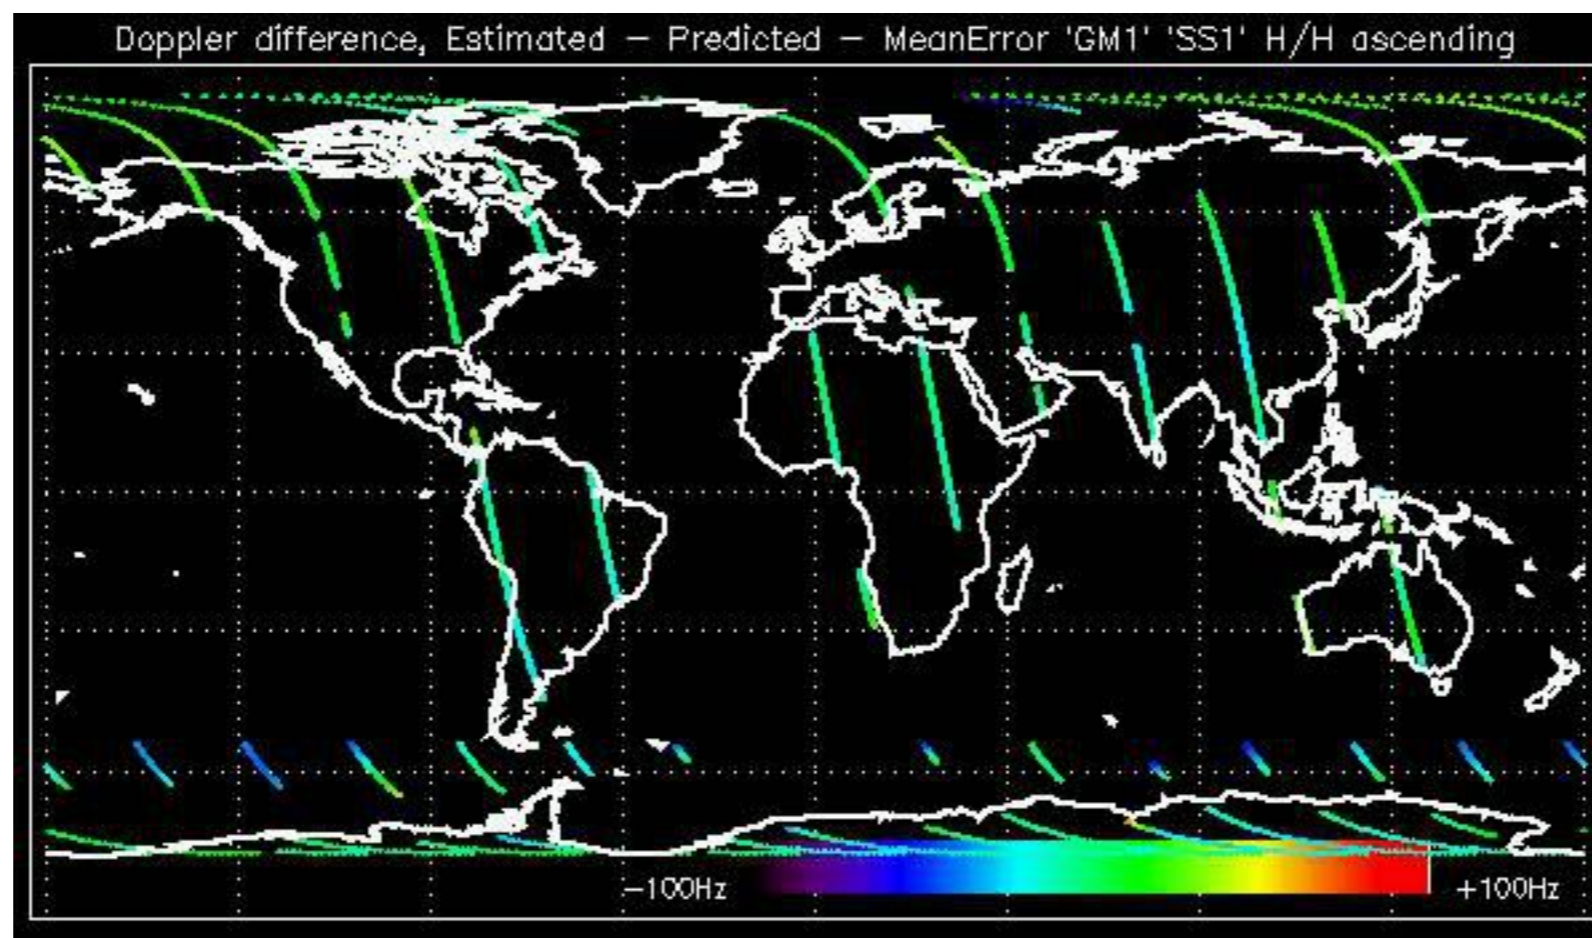 Doppler difference, Estimated − Predicted − MeanError 'GM1' 'SS1' H/H ascending
−100Hz
+100Hz